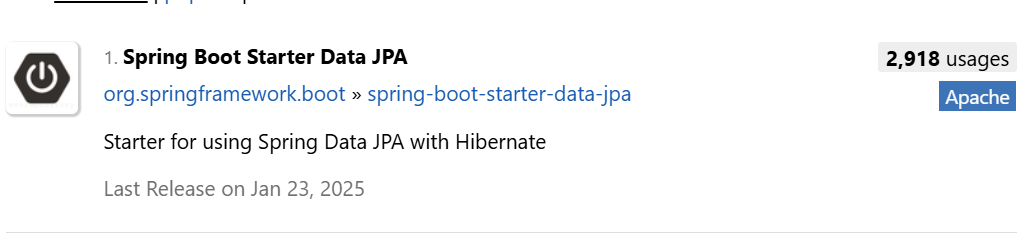 1. Spring Boot Starter Data JPA
2,918 usages
org.springframework.boot » spring-boot-starter-data-jpa
Apache
Starter for using Spring Data JPA with Hibernate
Last Release on Jan 23, 2025